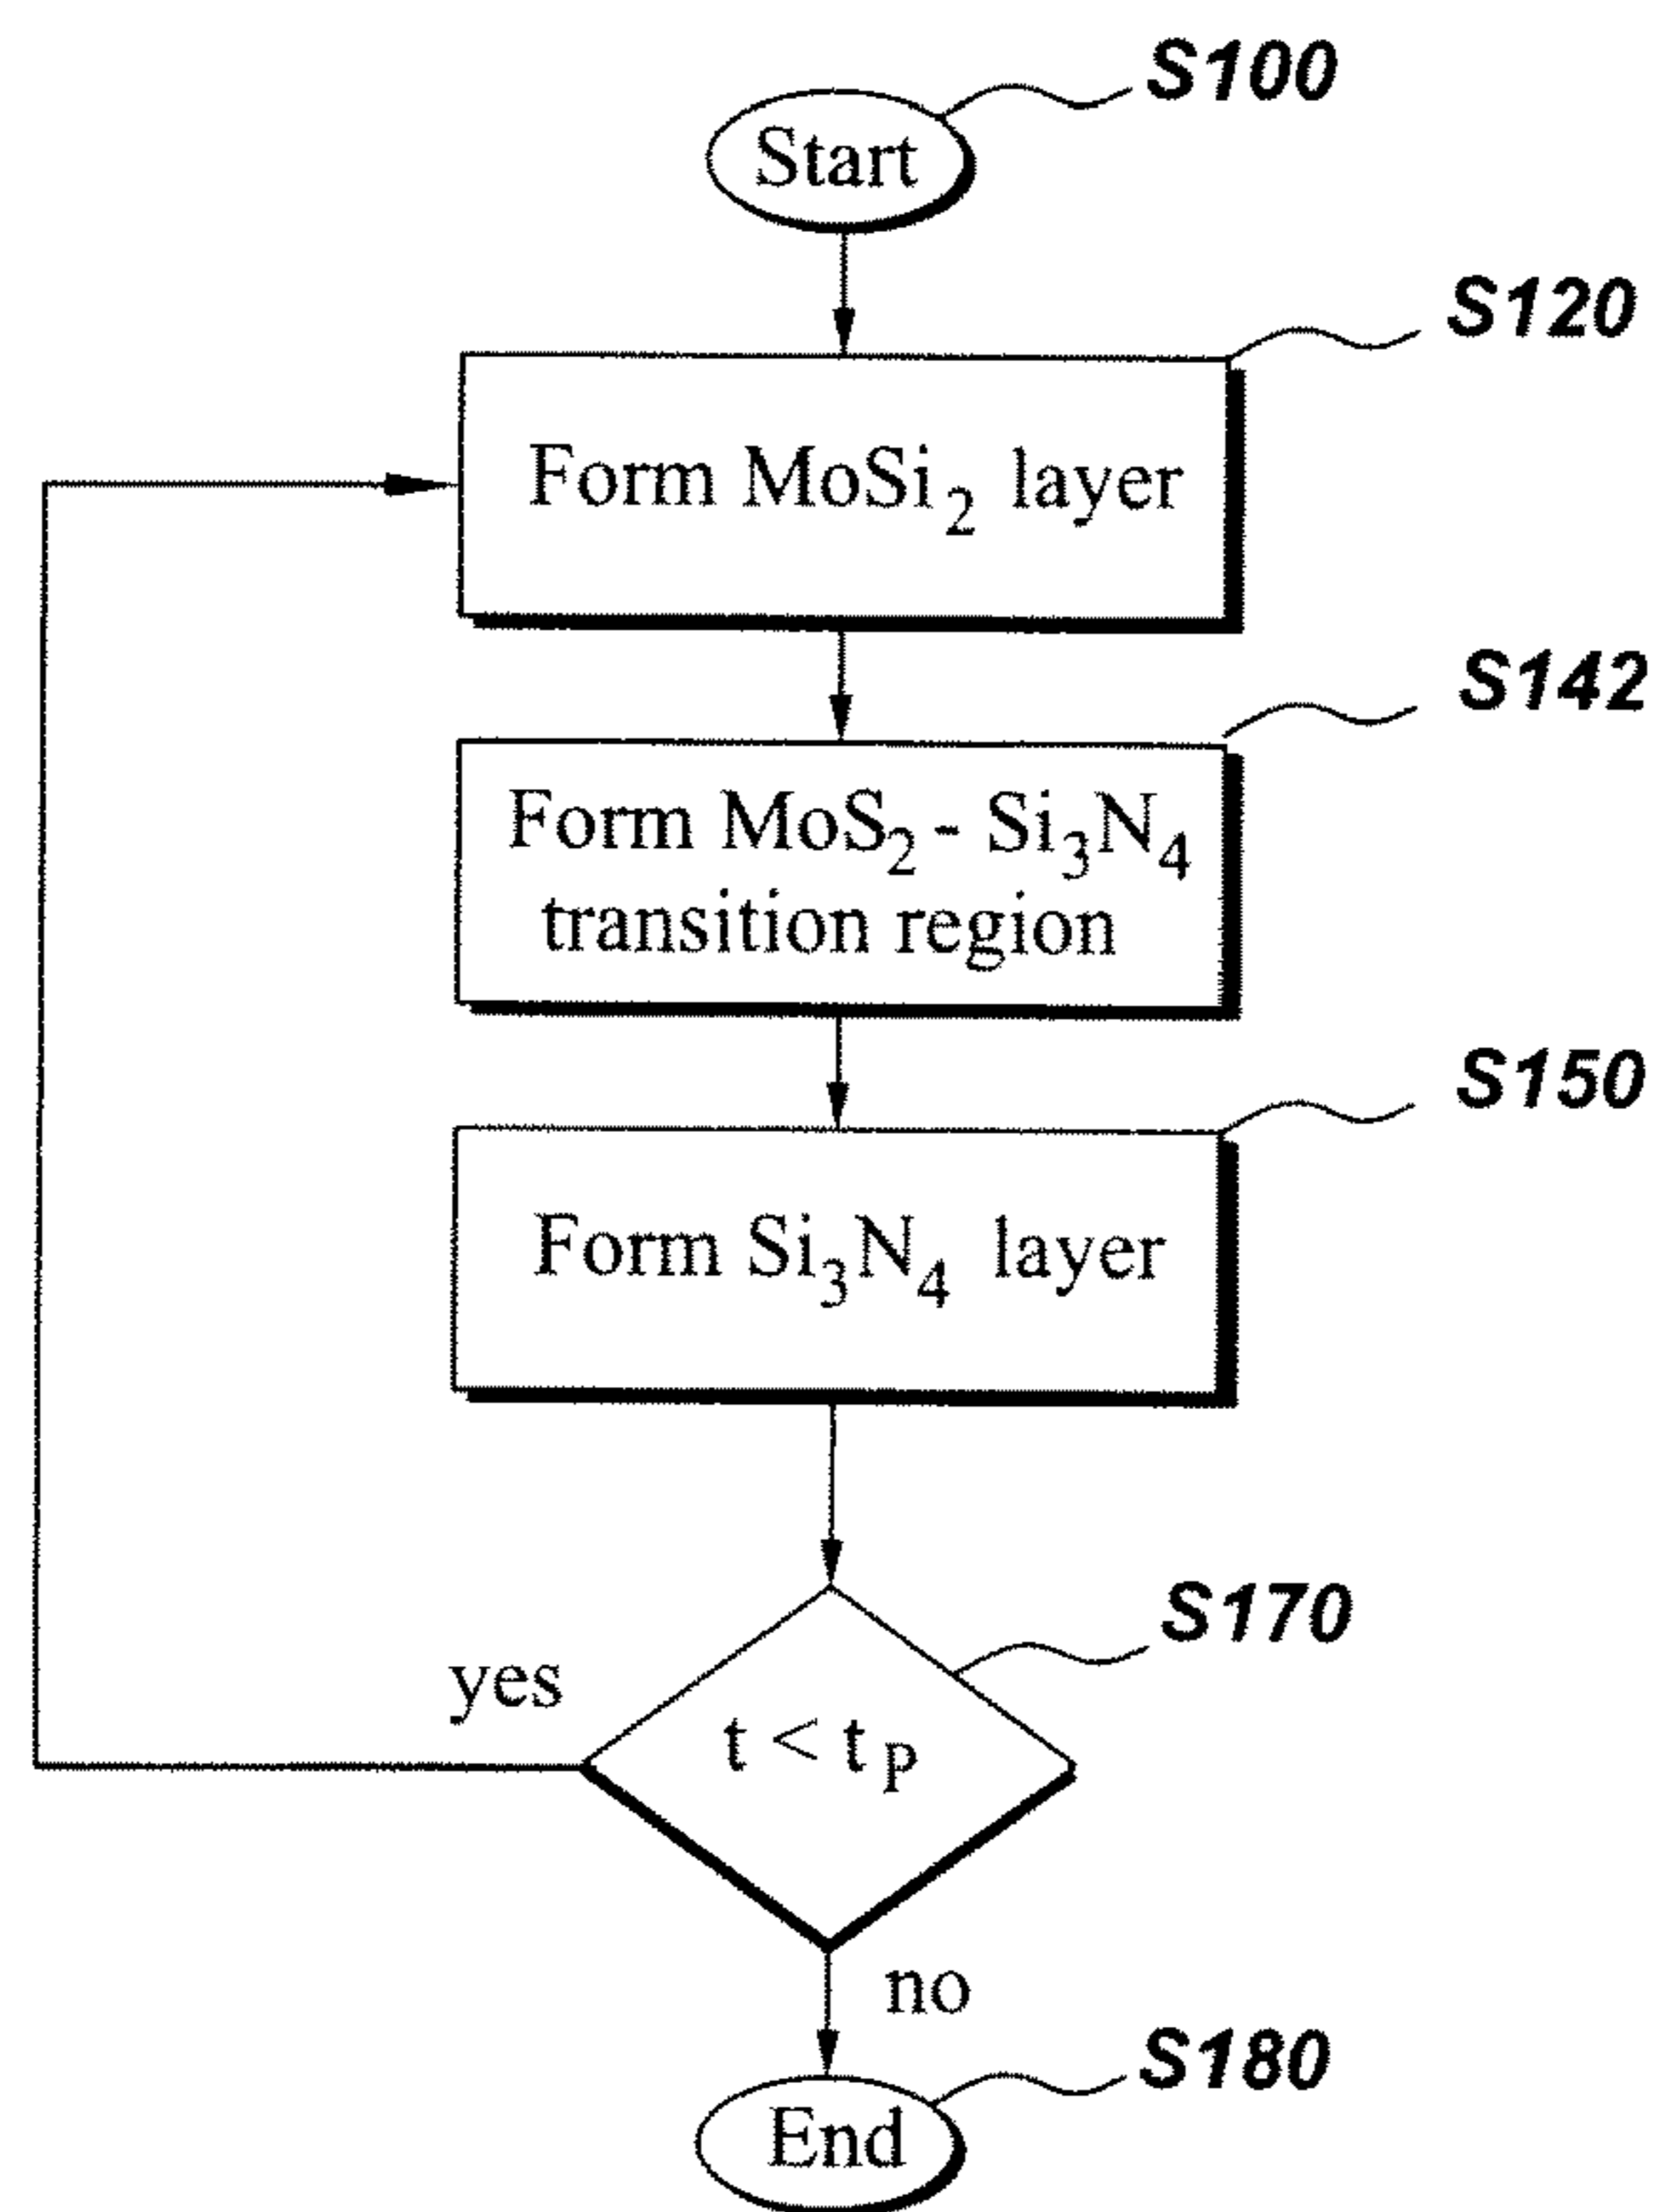 S100
Start
S120
Form MoSi₂ layer
S142
Form MoS₂ - Si₃N₄
transition region
S150
Form Si₃N₄ layer
S170
yes
t < t P
no
S180
End